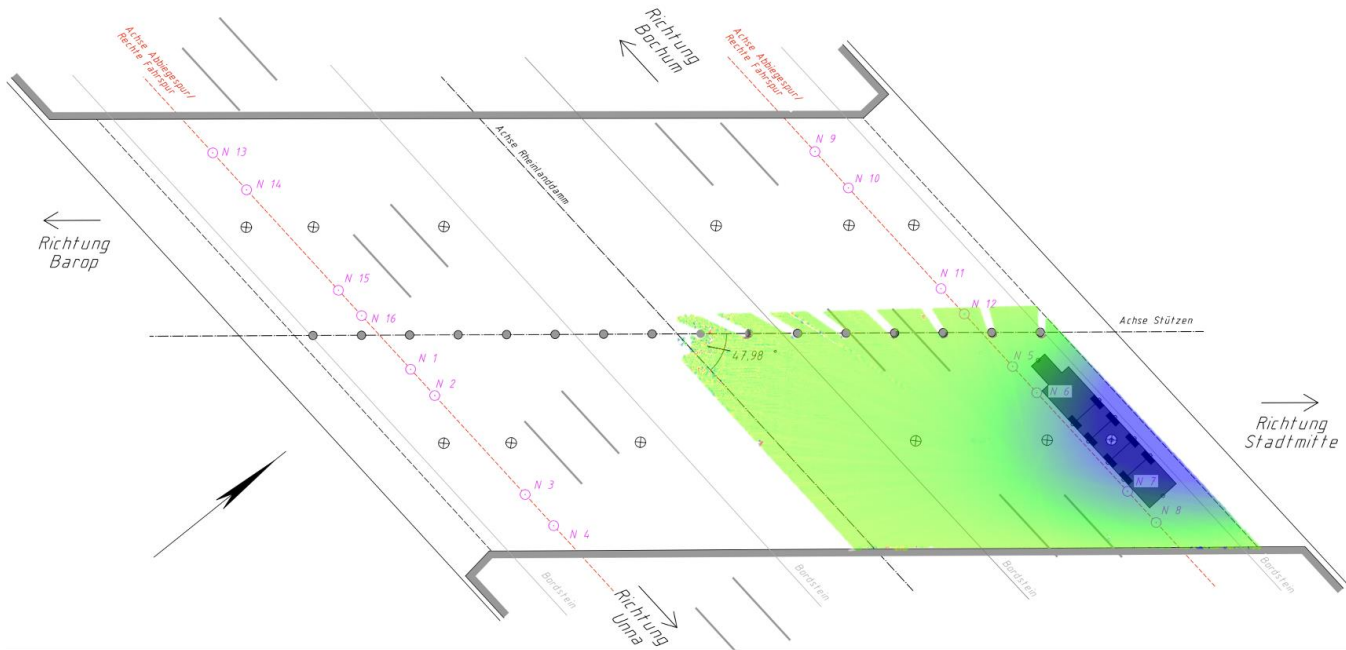 Richtung
Bochum
Achse Abbiegespur/
Rechte Fahrspur
Achse Abbiegespur/
Rechte Fahrspur
N 13
N 14
Achse Rheinlanddamm
N 9
N 10
Richtung
Barop
N 15
N 16
N 11
N 12
Achse Stützen
47,98
N 1
N 2
N 5
N 6
Richtung
Stadtmitte
N 3
N 4
N 7
N 8
Bordstein
Bordstein
Bordstein
Bordstein
Richtung
Unna